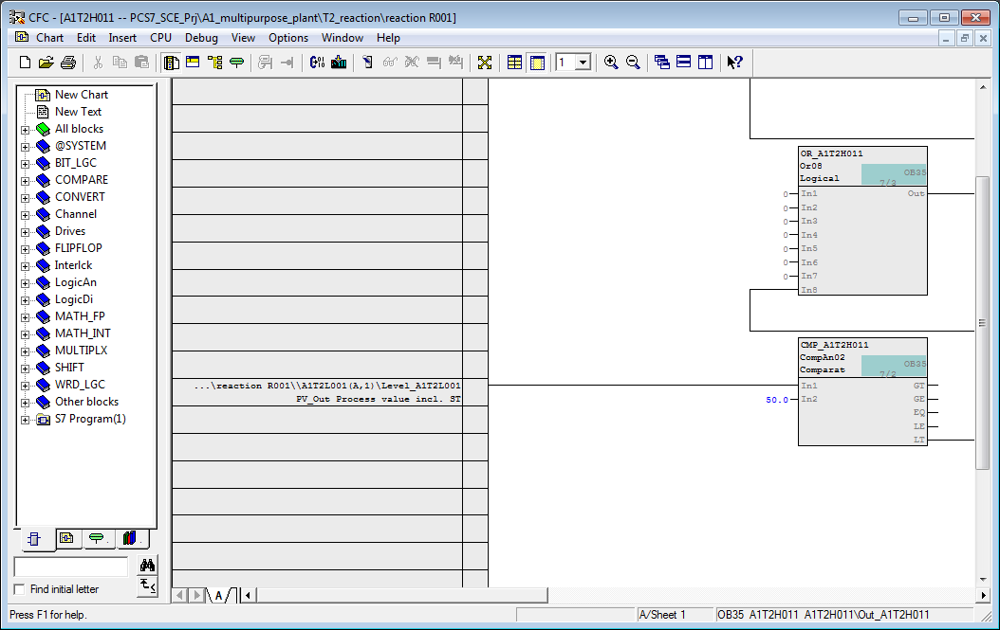 CFC - [A1T2H011 -- PCS7_SCE_Prj\A1_multipurpose_plant\T2_reaction\reaction R001]
Chart Edit Insert CPU Debug View Options Window Help
1
New Chart
New Text
All blocks
@SYSTEM
BIT_LGC
COMPARE
CONVERT
Channel
Drives
FLIPFLOP
Interlck
LogicAn
LogicDi
MATH_FP
MATH_INT
MULTIPLX
SHIFT
WRD_LGC
Other blocks
S7 Program(1)
Find initial letter
...\reaction R001\\A1T2L001(A,1)\Level_A1T2L001
PV_Out Process value incl. ST
OR_A1T2H011
Or08 OB35
Logical 7/3
0 In1 Out
0 In2
0 In3
0 In4
0 In5
0 In6
0 In7
In8
CMP_A1T2H011
CompAn02 OB35
Comparat 7/2
In1 GT
50.0 In2 GE
EQ
LE
LT
A
Press F1 for help. A/Sheet 1 OB35 A1T2H011 A1T2H011\Out_A1T2H011